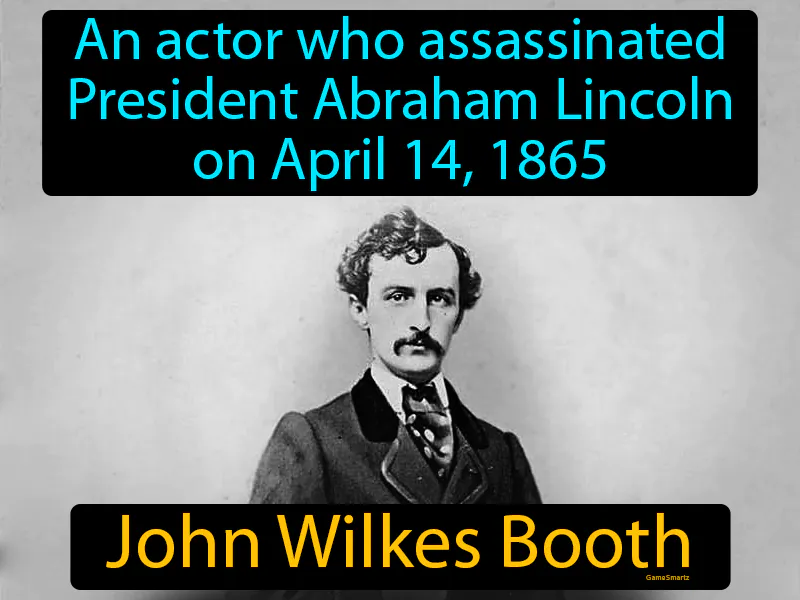 An actor who assassinated
President Abraham Lincoln
on April 14, 1865
John Wilkes Booth
GameSmartz